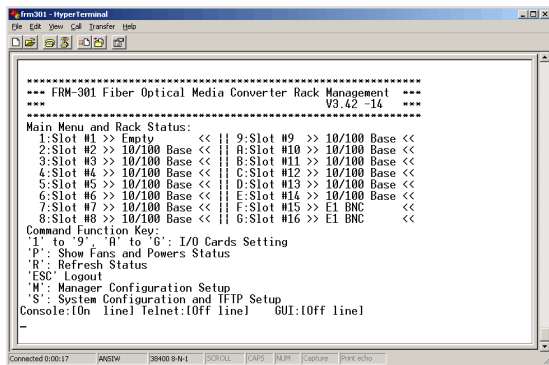 frm301 - HyperTerminal
File Edit View Call Transfer Help
*** FRM-301 Fiber Optical Media Converter Rack Management ***
*** V3.42 -14 ***
Main Menu and Rack Status:
1:Slot #1 >> Empty << || 9:Slot #9 >> 10/100 Base <<
2:Slot #2 >> 10/100 Base << || A:Slot #10 >> 10/100 Base <<
3:Slot #3 >> 10/100 Base << || B:Slot #11 >> 10/100 Base <<
4:Slot #4 >> 10/100 Base << || C:Slot #12 >> 10/100 Base <<
5:Slot #5 >> 10/100 Base << || D:Slot #13 >> 10/100 Base <<
6:Slot #6 >> 10/100 Base << || E:Slot #14 >> 10/100 Base <<
7:Slot #7 >> 10/100 Base << || F:Slot #15 >> E1 BNC <<
8:Slot #8 >> 10/100 Base << || G:Slot #16 >> E1 BNC <<
Command Function Key:
'1' to '9', 'A' to 'G': I/O Cards Setting
'P': Show Fans and Powers Status
'R': Refresh Status
'ESC' Logout
'M': Manager Configuration Setup
'S': System Configuration and TFTP Setup
Console:[On line] Telnet:[Off line] GUI:[Off line]
Connected 0:00:17 ANSIW 38400 8-N-1 SCROLL CAPS NUM Capture Print echo